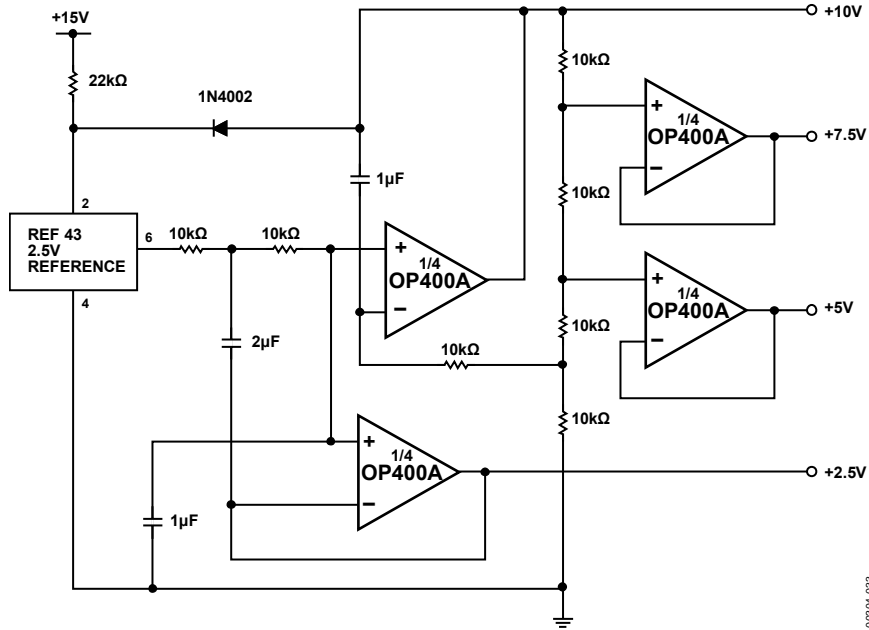 +15V
+10V
22kΩ
10kΩ
1N4002
1/4
OP400A
+
−
+7.5V
1µF
10kΩ
2
REF 43
2.5V
REFERENCE
6
10kΩ
10kΩ
+
−
1/4
OP400A
+
−
1/4
OP400A
+5V
4
2µF
10kΩ
10kΩ
10kΩ
+
−
1/4
OP400A
+2.5V
1µF